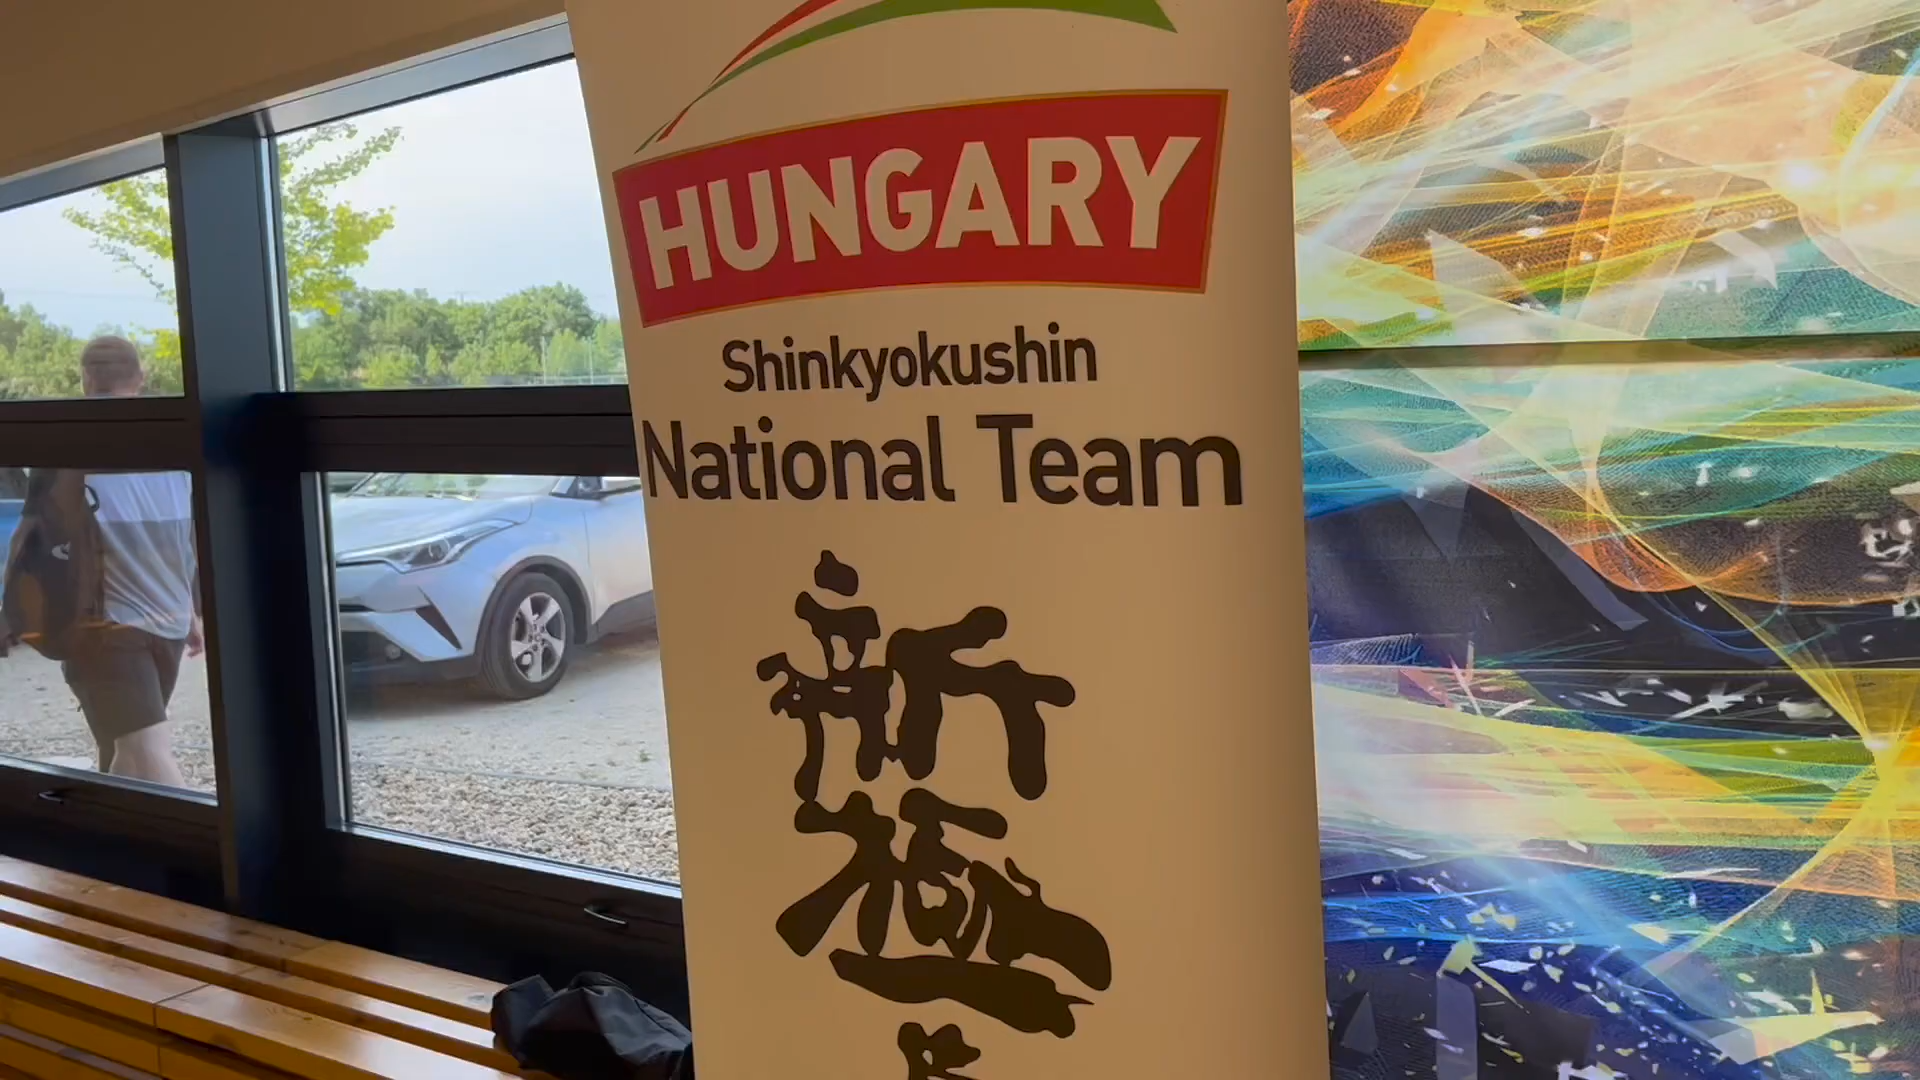 HUNGARY
Shinkyokushin
National Team
新
極